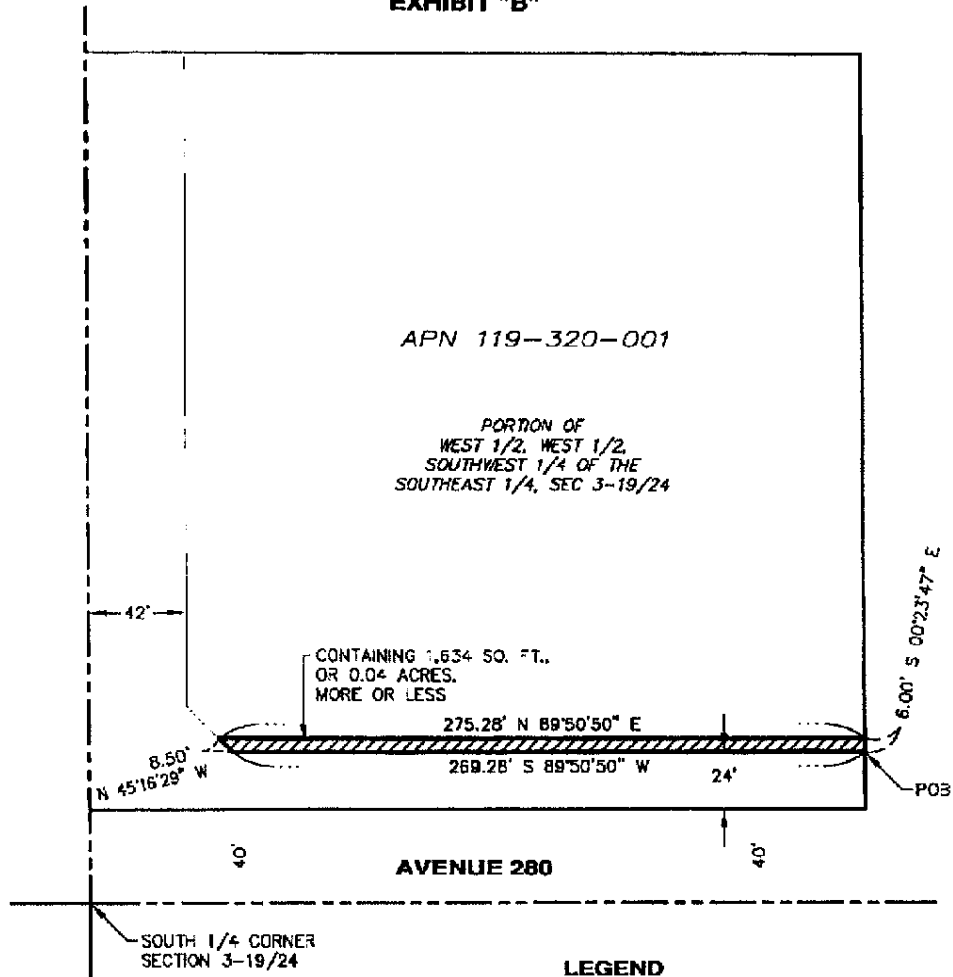 EXHIBIT "B"
APN 119-320-001
PORTION OF
WEST 1/2, WEST 1/2,
SOUTHWEST 1/4 OF THE
SOUTHEAST 1/4, SEC 3-19/24
42'
CONTAINING 1,634 SQ. FT.,
OR 0.04 ACRES,
MORE OR LESS
6.00' S 00°23'47" E
275.28' N 89°50'50" E
8.50'
N 45°16'29" W
269.28' S 89°50'50" W
24'
POB
40'
AVENUE 280
40'
SOUTH 1/4 CORNER
SECTION 3-19/24
LEGEND